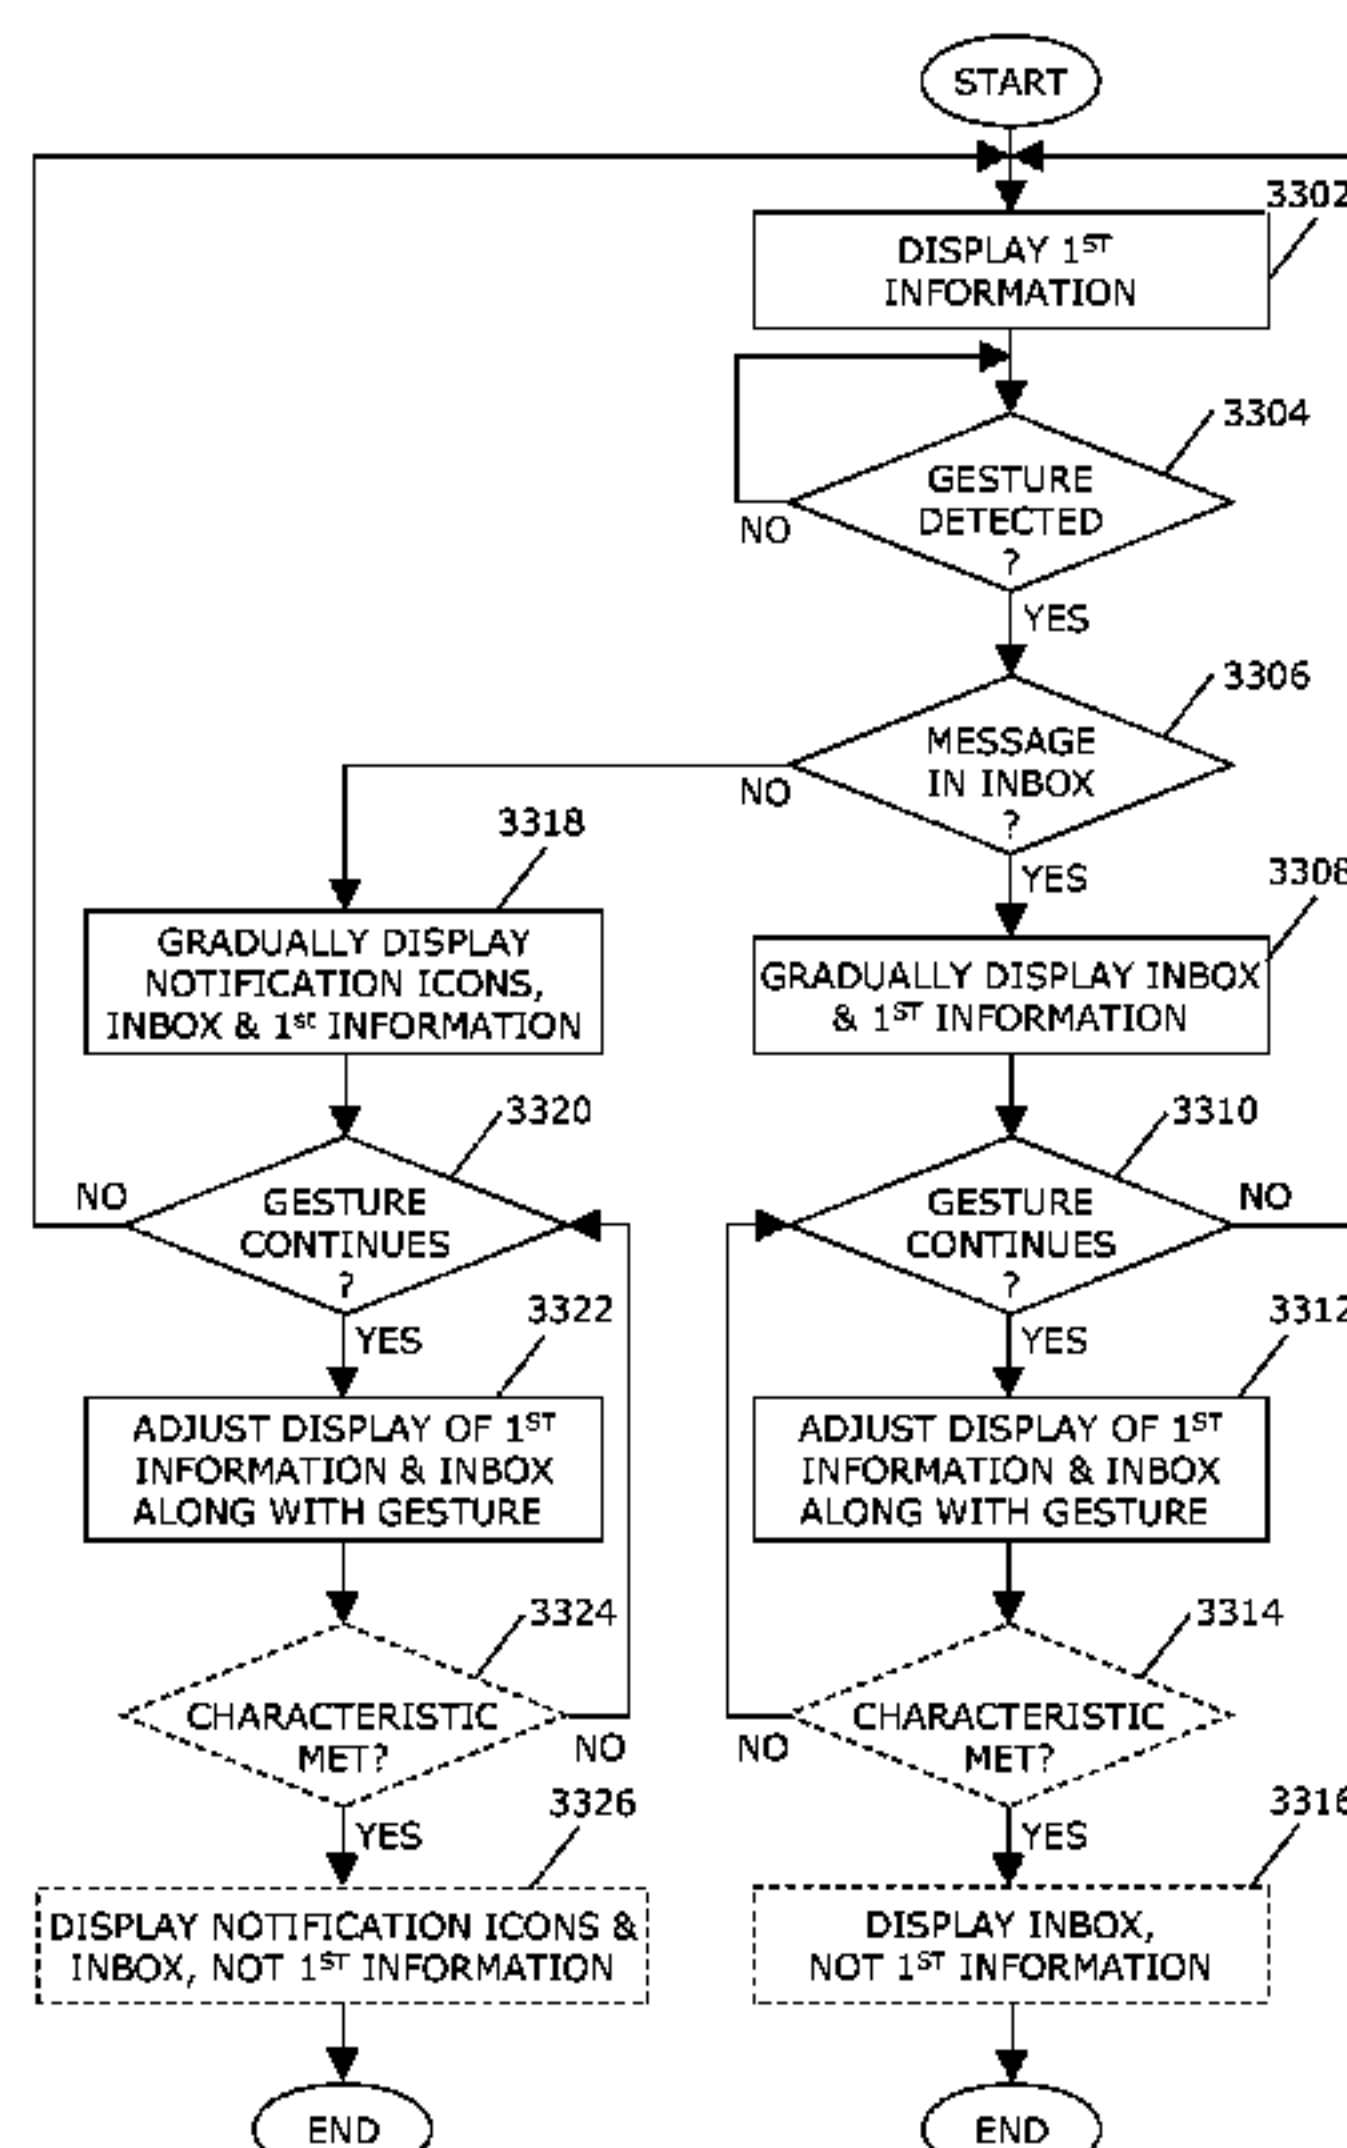 START
3302
DISPLAY 1ST
INFORMATION
3304
GESTURE
DETECTED
?
NO
YES
3306
MESSAGE
IN INBOX
?
NO
YES
3318
GRADUALLY DISPLAY
NOTIFICATION ICONS,
INBOX & 1st INFORMATION
3308
GRADUALLY DISPLAY INBOX
& 1ST INFORMATION
3320
GESTURE
CONTINUES
?
NO
YES
3310
GESTURE
CONTINUES
?
NO
YES
3322
ADJUST DISPLAY OF 1ST
INFORMATION & INBOX
ALONG WITH GESTURE
3312
ADJUST DISPLAY OF 1ST
INFORMATION & INBOX
ALONG WITH GESTURE
3324
CHARACTERISTIC
MET?
NO
YES
3314
CHARACTERISTIC
MET?
NO
YES
3326
DISPLAY NOTIFICATION ICONS &
INBOX, NOT 1ST INFORMATION
3316
DISPLAY INBOX,
NOT 1ST INFORMATION
END
END